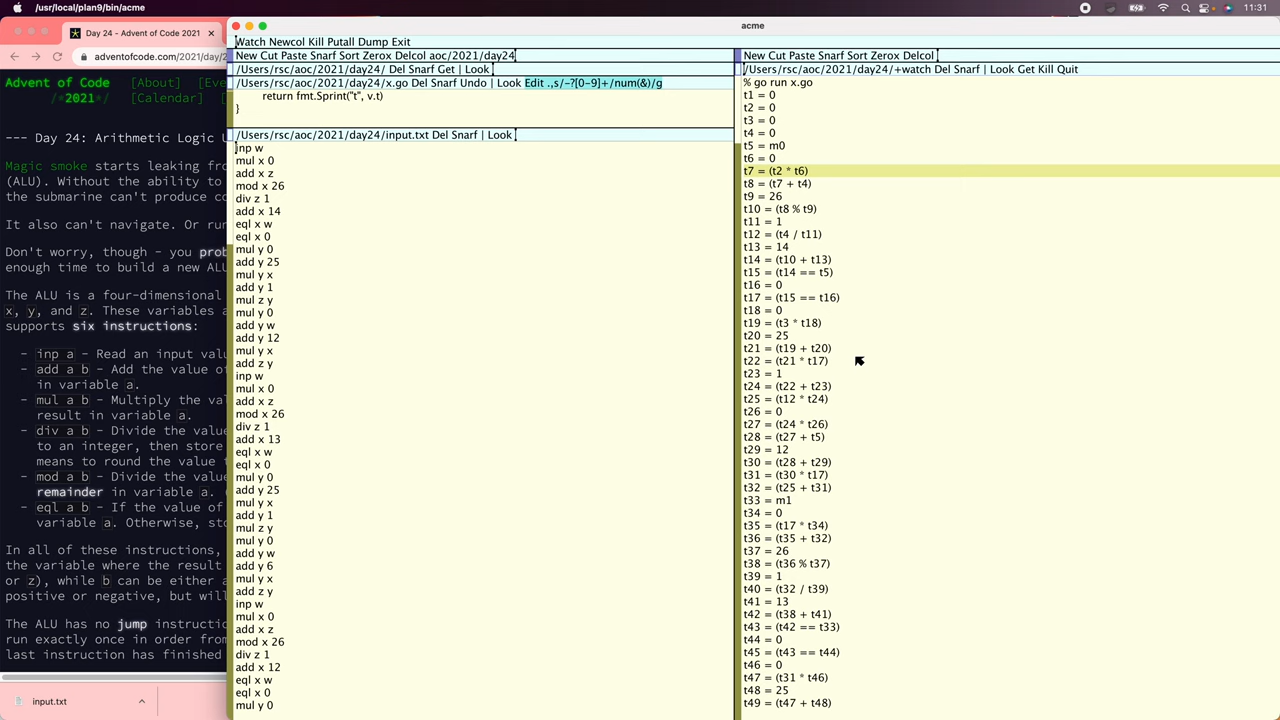 /usr/local/plan9/bin/acme
11:31
Day 24 - Advent of Code 2021
adventofcode.com/2021/day/2
Advent of Code [About] [Eve
/*2021*/ [Calendar] [
--- Day 24: Arithmetic Logic U
Magic smoke starts leaking fro
(ALU). Without the ability to
the submarine can't produce co
It also can't navigate. Or run
Don't worry, though - you prob
enough time to build a new ALU
The ALU is a four-dimensional
x, y, and z. These variables a
supports six instructions:
- inp a - Read an input valu
- add a b - Add the value of
in variable a.
- mul a b - Multiply the val
result in variable a.
- div a b - Divide the value
to an integer, then store
means to round the value t
- mod a b - Divide the value
remainder in variable a. (
- eql a b - If the value of
variable a. Otherwise, sto
In all of these instructions,
the variable where the result
or z), while b can be either a
positive or negative, but will
The ALU has no jump instructio
run exactly once in order from
last instruction has finished
input.txt
acme
Watch Newcol Kill Putall Dump Exit
New Cut Paste Snarf Sort Zerox Delcol aoc/2021/day24
/Users/rsc/aoc/2021/day24/ Del Snarf Get | Look
/Users/rsc/aoc/2021/day24/x.go Del Snarf Undo | Look Edit .,s/-?[0-9]+/num(&)/g
return fmt.Sprint("t", v.t)
}
/Users/rsc/aoc/2021/day24/input.txt Del Snarf | Look
inp w
mul x 0
add x z
mod x 26
div z 1
add x 14
eql x w
eql x 0
mul y 0
add y 25
mul y x
add y 1
mul z y
mul y 0
add y w
add y 12
mul y x
add z y
inp w
mul x 0
add x z
mod x 26
div z 1
add x 13
eql x w
eql x 0
mul y 0
add y 25
mul y x
add y 1
mul z y
mul y 0
add y w
add y 6
mul y x
add z y
inp w
mul x 0
add x z
mod x 26
div z 1
add x 12
eql x w
eql x 0
mul y 0
New Cut Paste Snarf Sort Zerox Delcol
/Users/rsc/aoc/2021/day24/+watch Del Snarf | Look Get Kill Quit
% go run x.go
t1 = 0
t2 = 0
t3 = 0
t4 = 0
t5 = m0
t6 = 0
t7 = (t2 * t6)
t8 = (t7 + t4)
t9 = 26
t10 = (t8 % t9)
t11 = 1
t12 = (t4 / t11)
t13 = 14
t14 = (t10 + t13)
t15 = (t14 == t5)
t16 = 0
t17 = (t15 == t16)
t18 = 0
t19 = (t3 * t18)
t20 = 25
t21 = (t19 + t20)
t22 = (t21 * t17)
t23 = 1
t24 = (t22 + t23)
t25 = (t12 * t24)
t26 = 0
t27 = (t24 * t26)
t28 = (t27 + t5)
t29 = 12
t30 = (t28 + t29)
t31 = (t30 * t17)
t32 = (t25 + t31)
t33 = m1
t34 = 0
t35 = (t17 * t34)
t36 = (t35 + t32)
t37 = 26
t38 = (t36 % t37)
t39 = 1
t40 = (t32 / t39)
t41 = 13
t42 = (t38 + t41)
t43 = (t42 == t33)
t44 = 0
t45 = (t43 == t44)
t46 = 0
t47 = (t31 * t46)
t48 = 25
t49 = (t47 + t48)